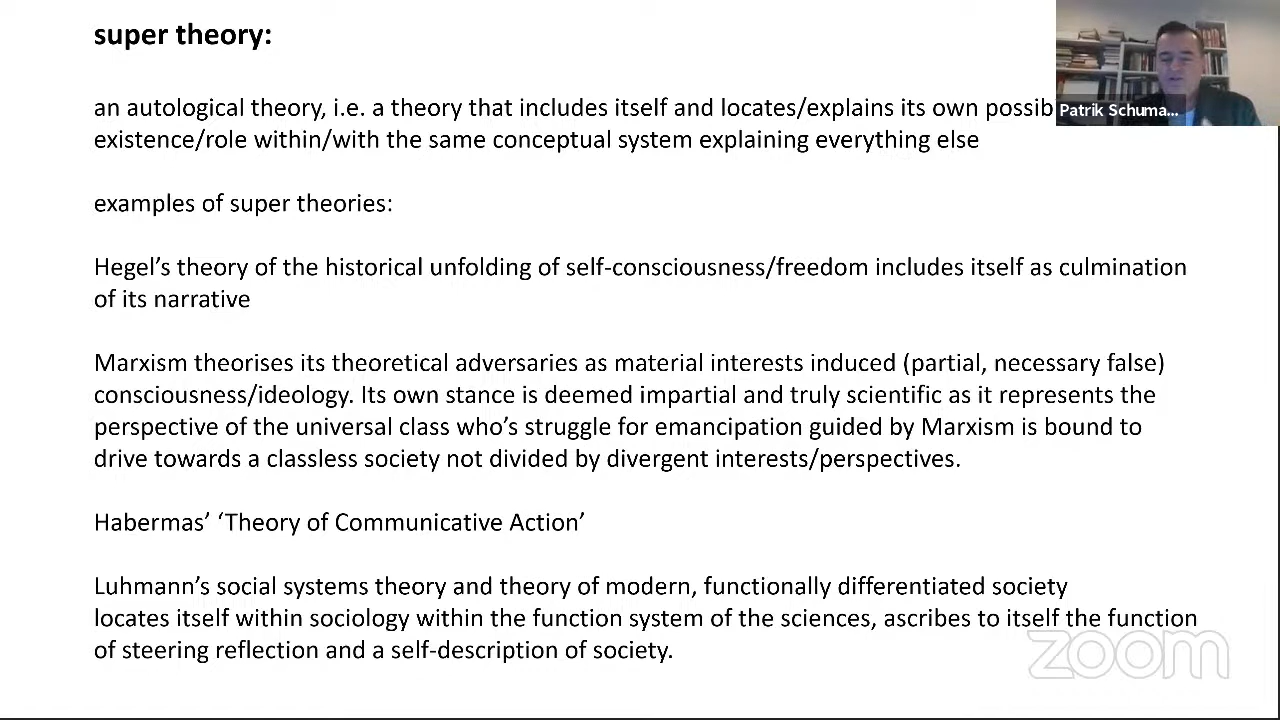 super theory:
an autological theory, i.e. a theory that includes itself and locates/explains its own possib
Patrik Schuma...
existence/role within/with the same conceptual system explaining everything else
examples of super theories:
Hegel’s theory of the historical unfolding of self-consciousness/freedom includes itself as culmination
of its narrative
Marxism theorises its theoretical adversaries as material interests induced (partial, necessary false)
consciousness/ideology. Its own stance is deemed impartial and truly scientific as it represents the
perspective of the universal class who’s struggle for emancipation guided by Marxism is bound to
drive towards a classless society not divided by divergent interests/perspectives.
Habermas’ ‘Theory of Communicative Action’
Luhmann’s social systems theory and theory of modern, functionally differentiated society
locates itself within sociology within the function system of the sciences, ascribes to itself the function
of steering reflection and a self-description of society.
zoom